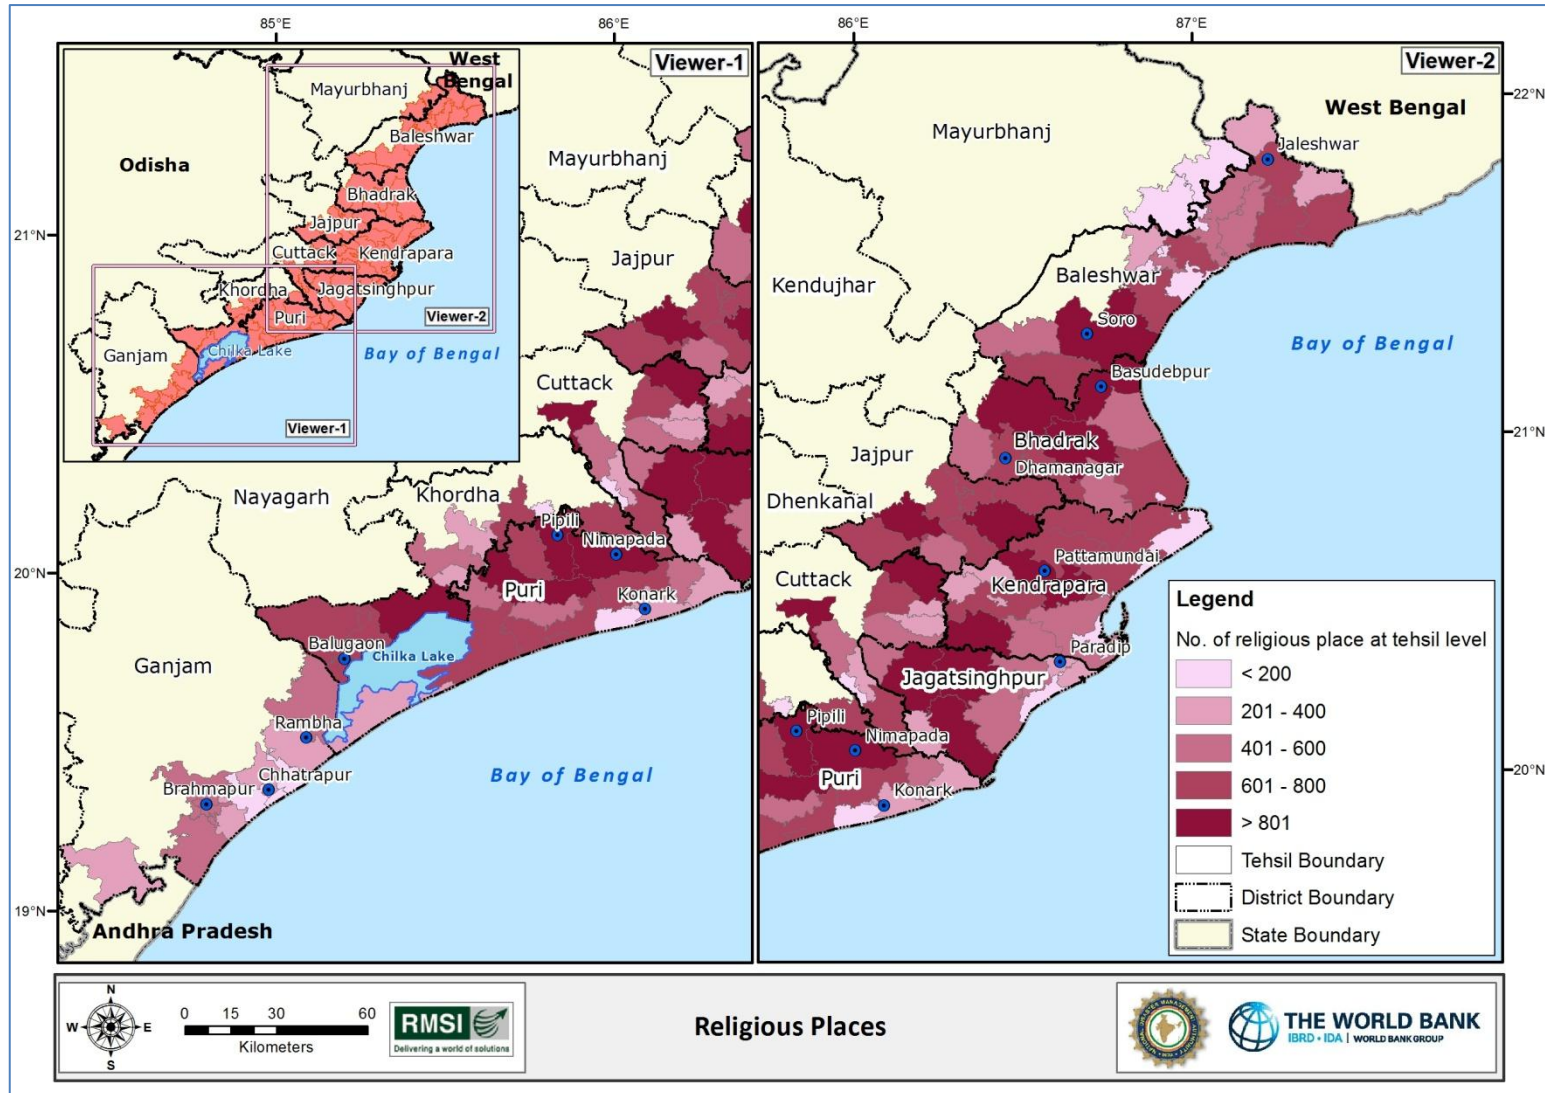 85°E
86°E
86°E
87°E
22°N
21°N
21°N
20°N
20°N
19°N
Viewer-1
West
Bengal
Mayurbhanj
Baleshwar
Odisha
Bhadrak
Jajpur
Cuttack
Kendrapara
Khordha
Jagatsinghpur
Puri
Viewer-2
Ganjam
Chilka Lake
Bay of Bengal
Viewer-1
Mayurbhanj
Jajpur
Cuttack
Nayagarh
Khordha
Pipili
Nimapada
Puri
Konark
Balugaon
Chilka Lake
Ganjam
Rambha
Chhatrapur
Brahmapur
Bay of Bengal
Andhra Pradesh
Viewer-2
West Bengal
Mayurbhanj
Jaleshwar
Baleshwar
Kendujhar
Soro
Bay of Bengal
Basudebpur
Bhadrak
Jajpur
Dhamanagar
Dhenkanal
Pattamundai
Cuttack
Kendrapara
Paradip
Jagatsinghpur
Pipili
Nimapada
Puri
Konark
Legend
No. of religious place at tehsil level
< 200
201 - 400
401 - 600
601 - 800
> 801
Tehsil Boundary
District Boundary
State Boundary
N
W
E
S
0 15 30 60
Kilometers
RMSI
Delivering a world of solutions
Religious Places
THE WORLD BANK
IBRD • IDA | WORLD BANK GROUP